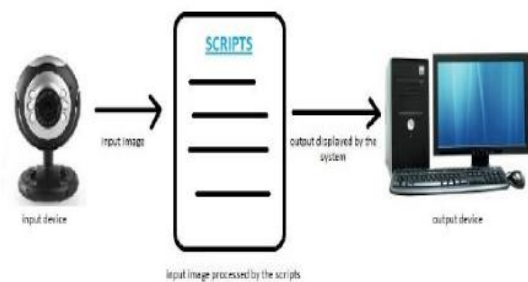 SCRIPTS
input image
output displayed by the
system
input device
output device
input image processed by the scripts